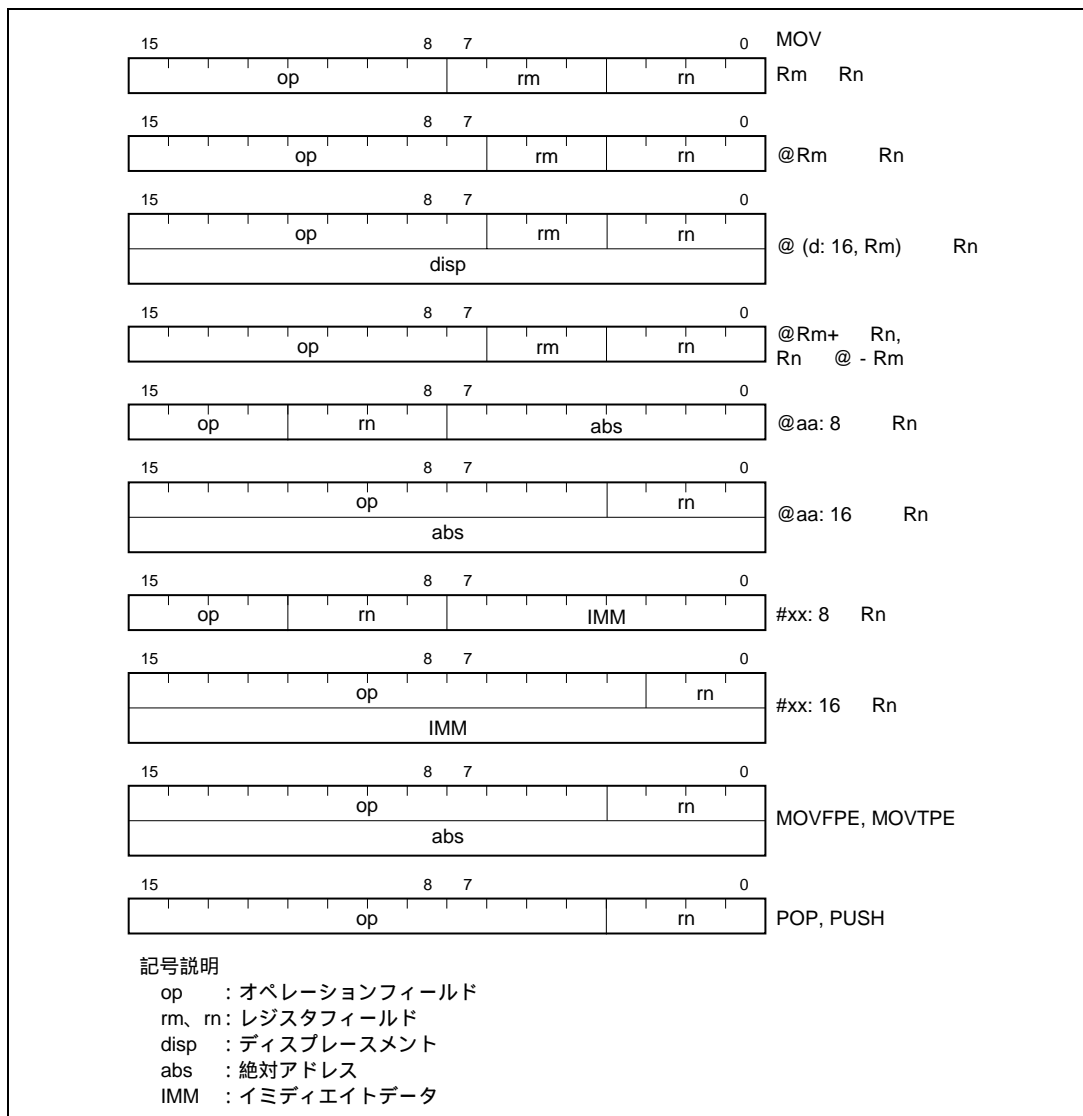 MOV
15 8 7 0
op rm rn
Rm Rn
15 8 7 0
op rm rn
@Rm Rn
15 8 7 0
op rm rn
disp
@ (d: 16, Rm) Rn
15 8 7 0
op rm rn
@Rm+ Rn,
Rn @ - Rm
15 8 7 0
op rn abs
@aa: 8 Rn
15 8 7 0
op rn
abs
@aa: 16 Rn
15 8 7 0
op rn IMM
#xx: 8 Rn
15 8 7 0
op rn
IMM
#xx: 16 Rn
15 8 7 0
op rn
abs
MOVFPE, MOVTPE
15 8 7 0
op rn
POP, PUSH
記号説明
op : オペレーションフィールド
rm、rn : レジスタフィールド
disp : ディスプレースメント
abs : 絶対アドレス
IMM : イミディエイトデータ